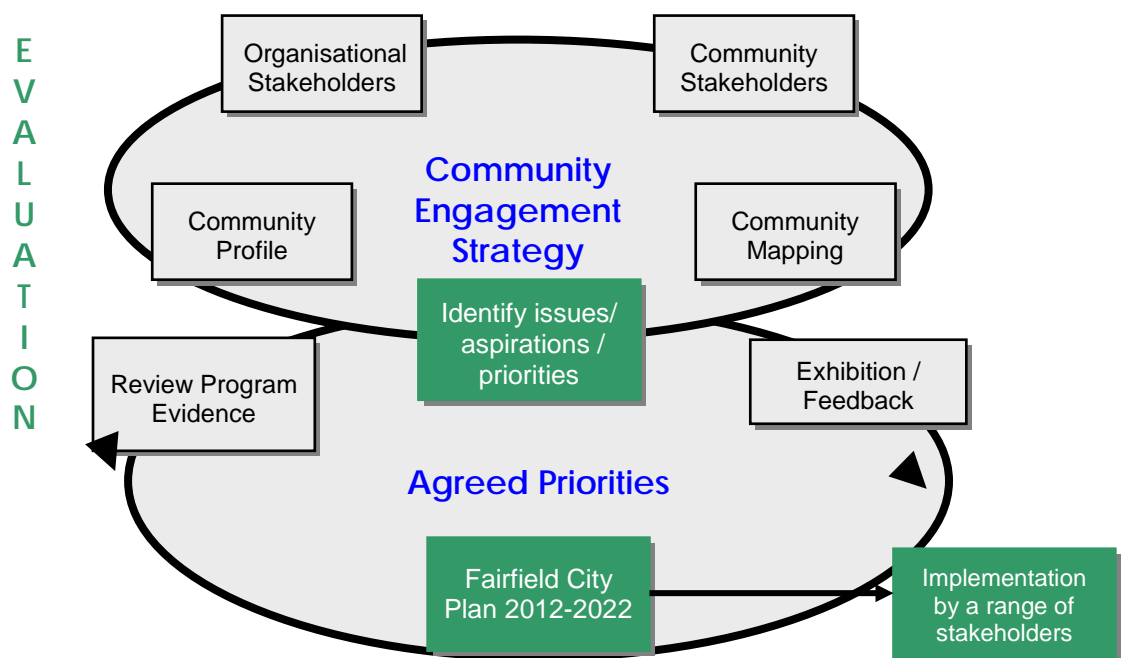 EVALUATION
Organisational
Stakeholders
Community
Stakeholders
Community
Engagement
Strategy
Community
Profile
Community
Mapping
Identify issues/
aspirations /
priorities
Review Program
Evidence
Exhibition /
Feedback
Agreed Priorities
Fairfield City
Plan 2012-2022
Implementation
by a range of
stakeholders